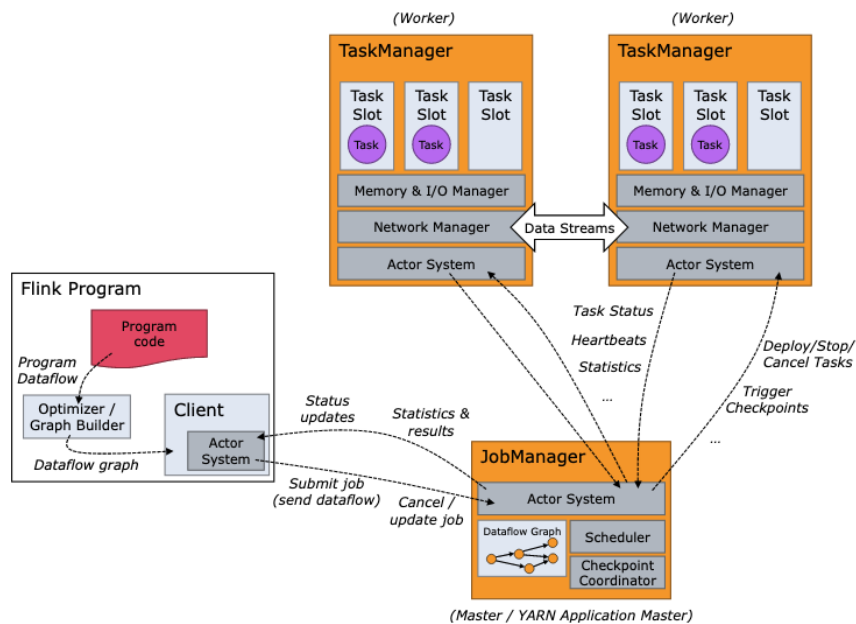 (Worker)
(Worker)
TaskManager
Task
Slot
Task
Task
Slot
Task
Task
Slot
Memory & I/O Manager
Network Manager
Actor System
TaskManager
Task
Slot
Task
Task
Slot
Task
Task
Slot
Memory & I/O Manager
Network Manager
Actor System
Data Streams
Flink Program
Program
code
Program
Dataflow
Optimizer /
Graph Builder
Dataflow graph
Client
Actor
System
Status
updates
Statistics &
results
Submit job
(send dataflow)
Cancel /
update job
Task Status
Heartbeats
Statistics
...
Deploy/Stop/
Cancel Tasks
Trigger
Checkpoints
...
JobManager
Actor System
Dataflow Graph
Scheduler
Checkpoint
Coordinator
(Master / YARN Application Master)